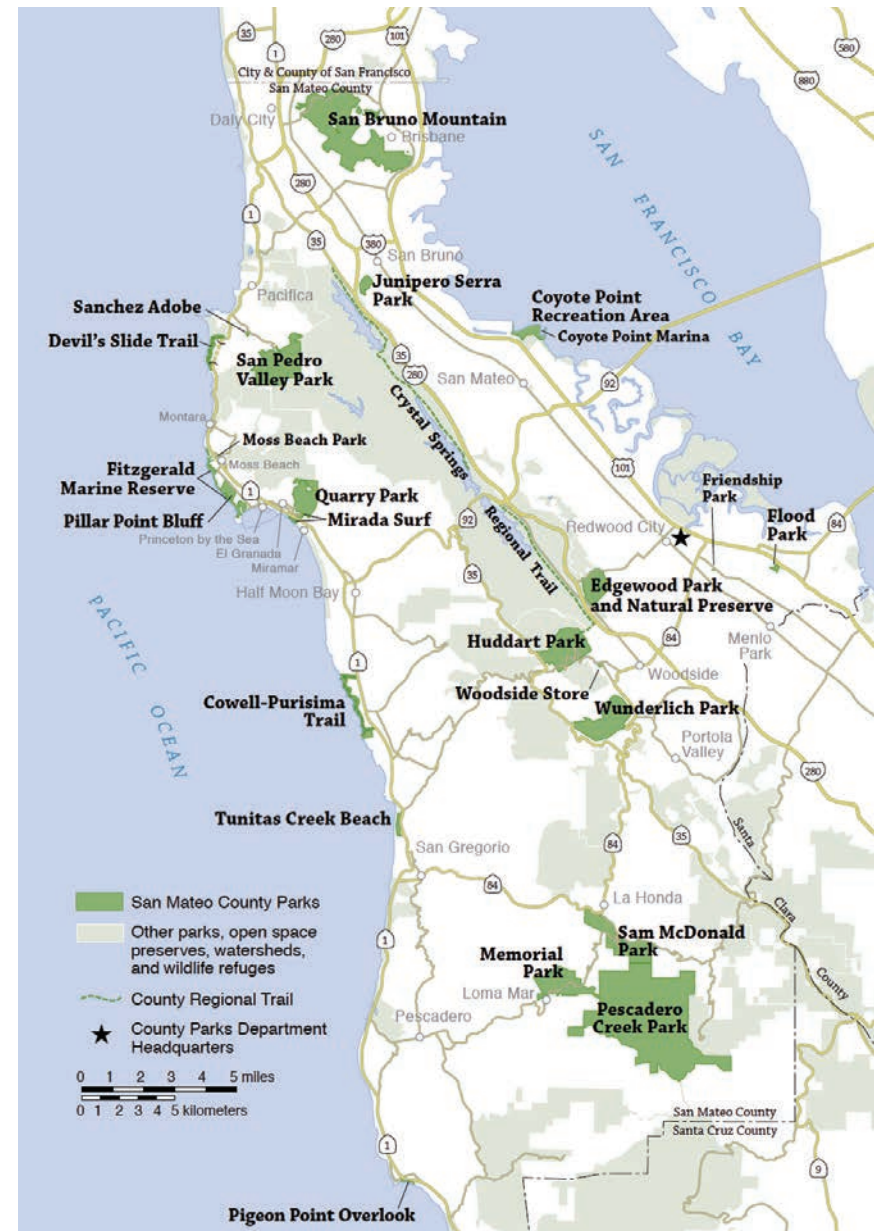 35
1
280
101
580
880
City & County of San Francisco
San Mateo County
Daly City
San Bruno Mountain
Brisbane
SAN FRANCISCO BAY
280
1
35
380
San Bruno
Pacifica
Junipero Serra
Park
Sanchez Adobe
Devil's Slide Trail
San Pedro
Valley Park
Coyote Point
Recreation Area
Coyote Point Marina
35
280
San Mateo
92
Crystal Springs
Regional Trail
Montara
Moss Beach Park
Moss Beach
Fitzgerald
Marine Reserve
1
Quarry Park
Pillar Point Bluff
Mirada Surf
Princeton by the Sea
El Granada
Miramar
101
Friendship
Park
Redwood City
Flood
Park
84
92
35
Half Moon Bay
Edgewood Park
and Natural Preserve
PACIFIC OCEAN
Huddart Park
84
Menlo
Park
Woodside
Woodside Store
1
Wunderlich Park
Cowell-Purisima
Trail
Portola
Valley
280
Tunitas Creek Beach
San Gregorio
84
35
Santa
Clara
County
84
La Honda
San Mateo County Parks
Other parks, open space
preserves, watersheds,
and wildlife refuges
County Regional Trail
County Parks Department
Headquarters
0 1 2 3 4 5 miles
0 1 2 3 4 5 kilometers
1
Sam McDonald
Park
Memorial
Park
Loma Mar
Pescadero
Pescadero
Creek Park
San Mateo County
Santa Cruz County
1
9
Pigeon Point Overlook